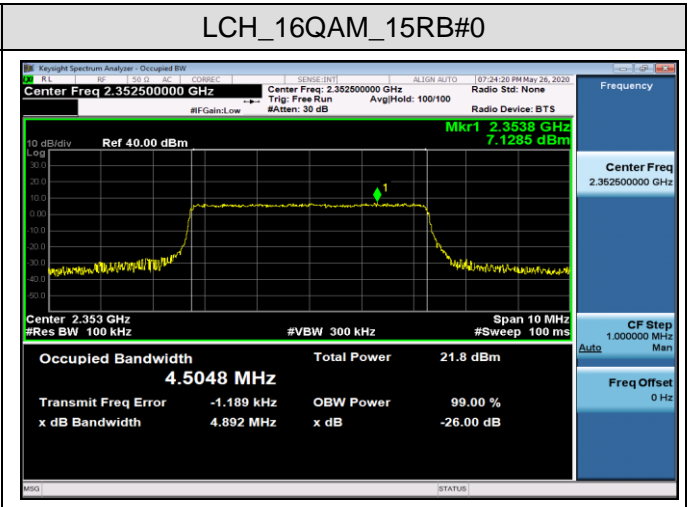 LCH_16QAM_15RB#0
Keysight Spectrum Analyzer - Occupied BW
RL RF 50 Ω AC CORREC SENSE:INT ALIGN AUTO 07:24:20 PM May 26, 2020
Center Freq 2.352500000 GHz
Center Freq: 2.352500000 GHz
Radio Std: None
Trig: Free Run Avg|Hold: 100/100
#IFGain:Low #Atten: 30 dB Radio Device: BTS
Frequency
Mkr1 2.3538 GHz
7.1285 dBm
10 dB/div Ref 40.00 dBm
Log
30.0
20.0
10.0
0.00
-10.0
-20.0
-30.0
-40.0
-50.0
1
Center Freq
2.352500000 GHz
Center 2.353 GHz Span 10 MHz
#Res BW 100 kHz #VBW 300 kHz #Sweep 100 ms
CF Step
1.000000 MHz
Auto Man
Freq Offset
0 Hz
Occupied Bandwidth Total Power 21.8 dBm
4.5048 MHz
Transmit Freq Error -1.189 kHz OBW Power 99.00 %
x dB Bandwidth 4.892 MHz x dB -26.00 dB
MSG STATUS